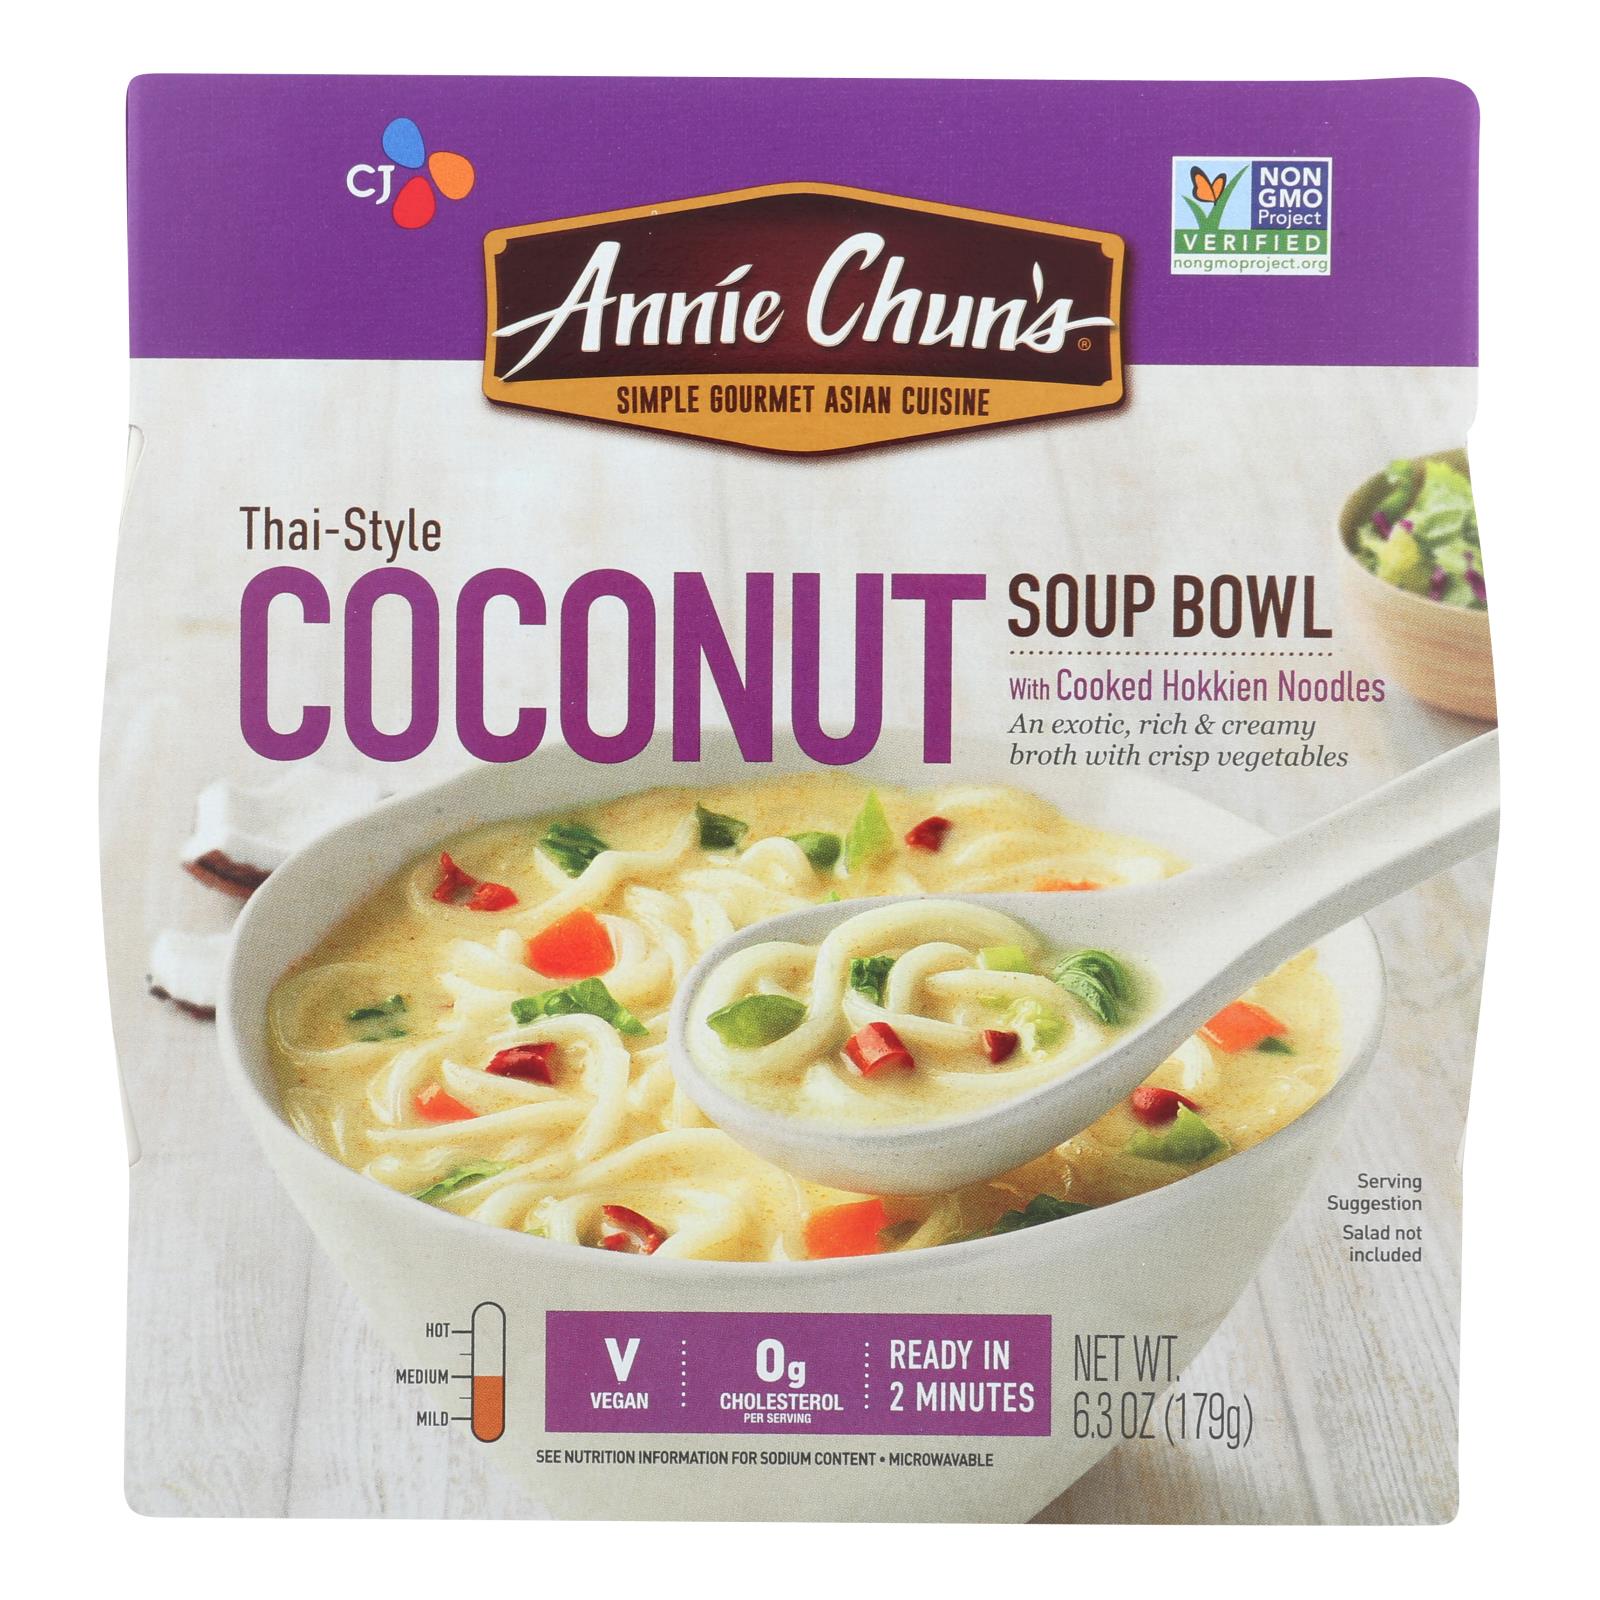 CJ
NON
GMO
Project
VERIFIED
nongmoproject.org
Annie Chun's®
SIMPLE GOURMET ASIAN CUISINE
Thai-Style
COCONUT
SOUP BOWL
With Cooked Hokkien Noodles
An exotic, rich & creamy
broth with crisp vegetables
Serving
Suggestion
Salad not
included
HOT
MEDIUM
MILD
V
VEGAN
0g
CHOLESTEROL
PER SERVING
READY IN
2 MINUTES
NET WT.
6.3 OZ (179g)
SEE NUTRITION INFORMATION FOR SODIUM CONTENT • MICROWAVABLE